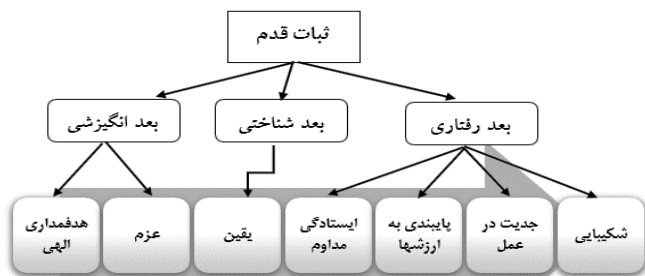 ثبات قدم
بعد رفتاری
بعد شناختی
بعد انگیزشی
شکیبایی
جدیت در
عمل
پایبندی به
ارزشها
ایستادگی
مداوم
یقین
عزم
هدفمداری
الهی